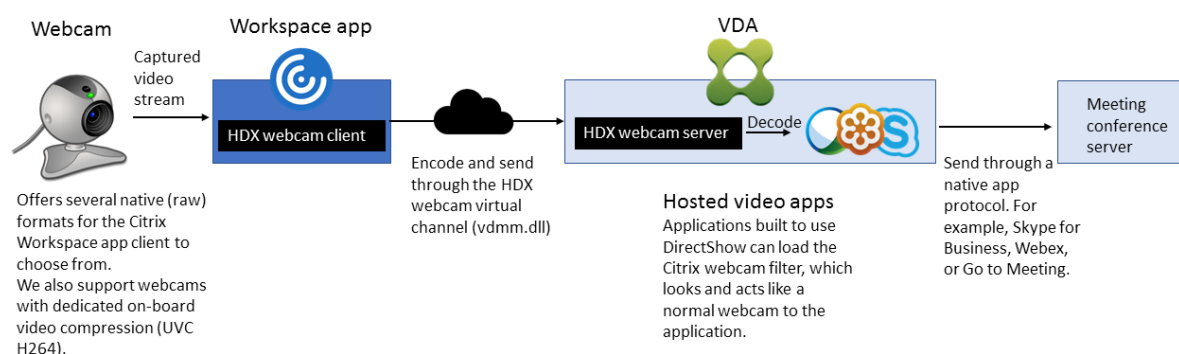 Webcam
Captured
video
stream
Offers several native (raw)
formats for the Citrix
Workspace app client to
choose from.
We also support webcams
with dedicated on-board
video compression (UVC
H264).
Workspace app
HDX webcam client
Encode and send
through the HDX
webcam virtual
channel (vdmm.dll)
VDA
HDX webcam server
Decode
S
Hosted video apps
Applications built to use
DirectShow can load the
Citrix webcam filter, which
looks and acts like a
normal webcam to the
application.
Send through a
native app
protocol. For
example, Skype for
Business, Webex,
or Go to Meeting.
Meeting
conference
server